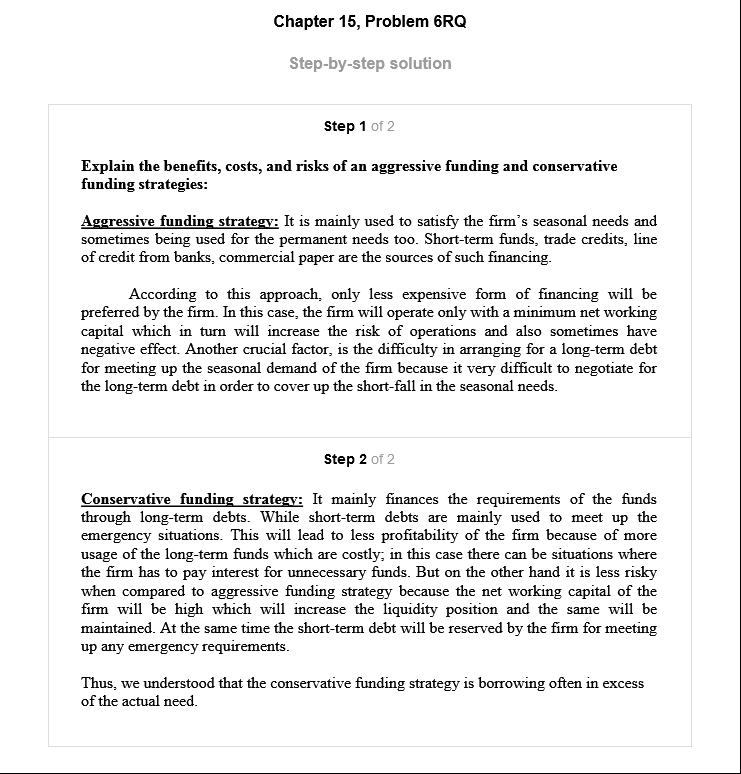 Chapter 15, Problem 6RQ
Step-by-step solution
Step 1 of 2
Explain the benefits, costs, and risks of an aggressive funding and conservative
funding strategies:
Aggressive funding strategy: It is mainly used to satisfy the firm's seasonal needs and
sometimes being used for the permanent needs too. Short-term funds, trade credits, line
of credit from banks, commercial paper are the sources of such financing.
According to this approach, only less expensive form of financing will be
preferred by the firm. In this case, the firm will operate only with a minimum net working
capital which in turn will increase the risk of operations and also sometimes have
negative effect. Another crucial factor, is the difficulty in arranging for a long-term debt
for meeting up the seasonal demand of the firm because it very difficult to negotiate for
the long-term debt in order to cover up the short-fall in the seasonal needs.
Step 2 of 2
Conservative funding strategy: It mainly finances the requirements of the funds
through long-term debts. While short-term debts are mainly used to meet up the
emergency situations. This will lead to less profitability of the firm because of more
usage of the long-term funds which are costly; in this case there can be situations where
the firm has to pay interest for unnecessary funds. But on the other hand it is less risky
when compared to aggressive funding strategy because the net working capital of the
firm will be high which will increase the liquidity position and the same will be
maintained. At the same time the short-term debt will be reserved by the firm for meeting
up any emergency requirements.
Thus, we understood that the conservative funding strategy is borrowing often in excess
of the actual need.